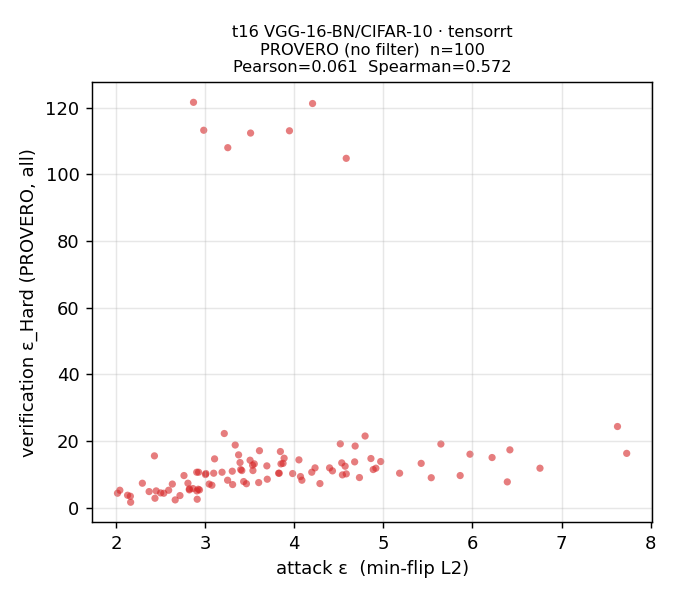 t16 VGG-16-BN/CIFAR-10 · tensorrt
PROVERO (no filter)  n=100
Pearson=0.061  Spearman=0.572
verification ε_Hard (PROVERO, all)
120
100
80
60
40
20
0
2 3 4 5 6 7 8
attack ε  (min-flip L2)